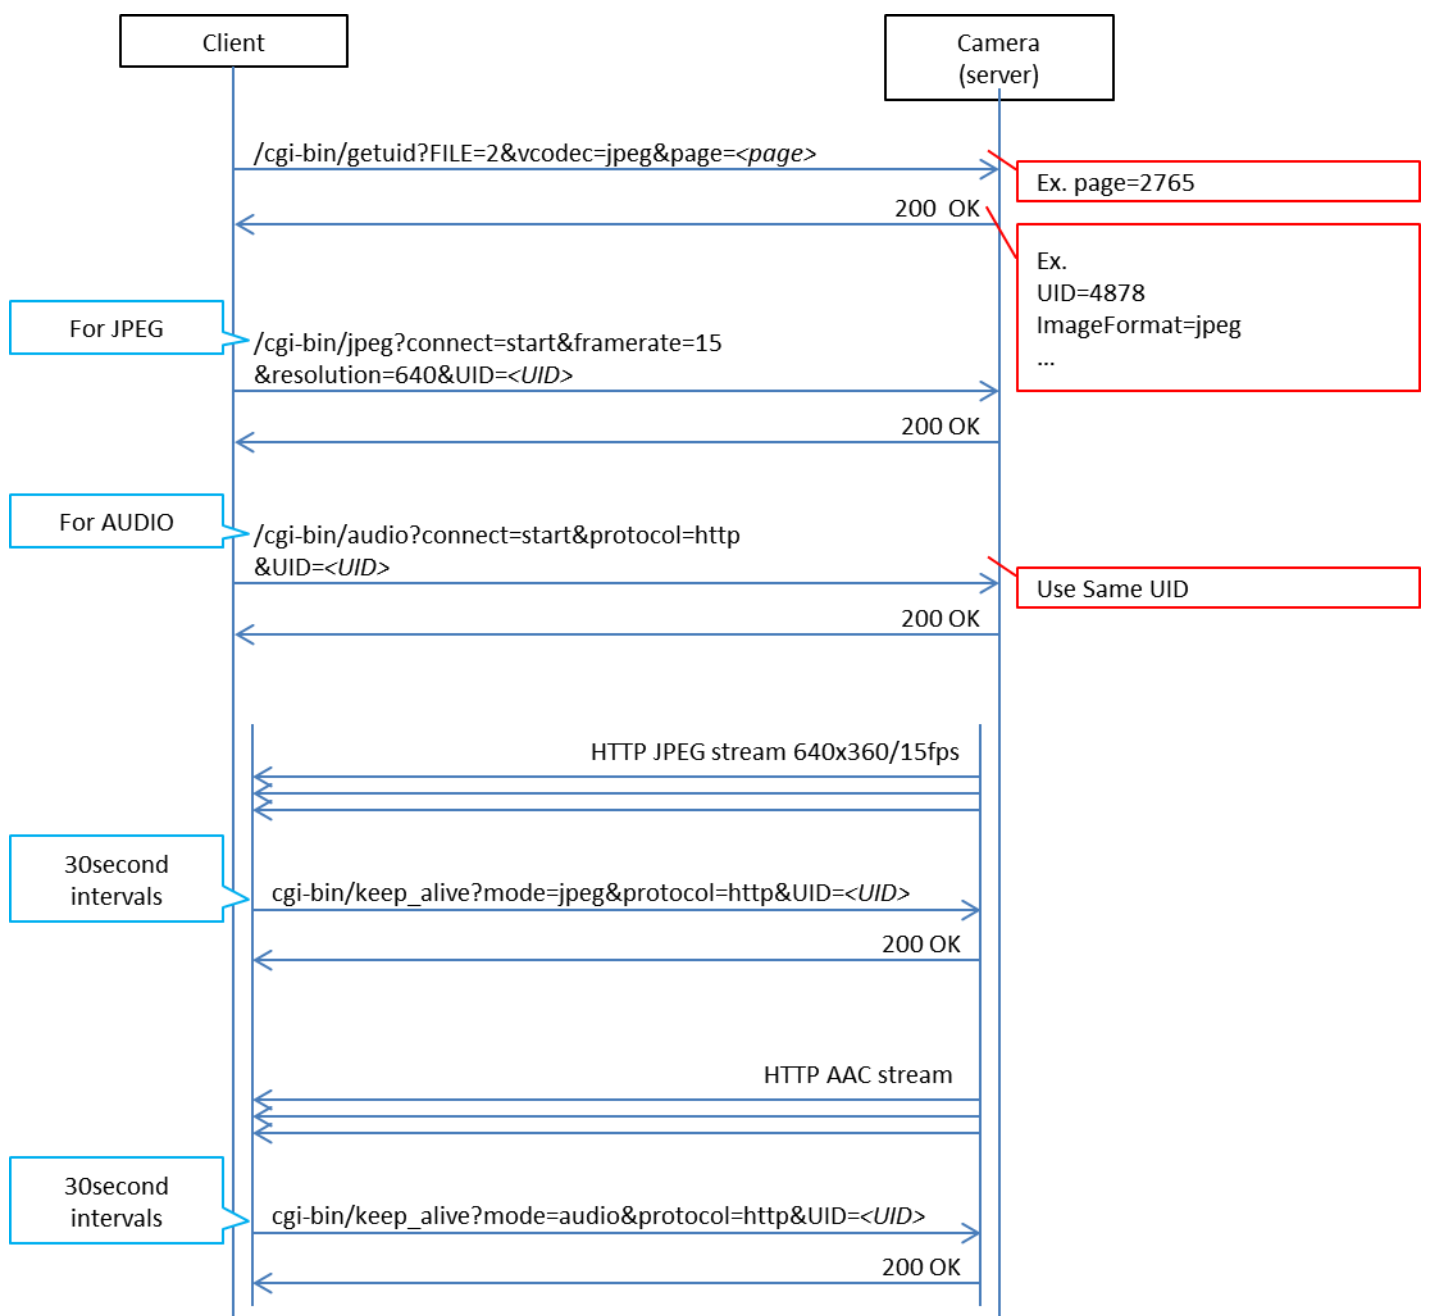 Client
Camera
(server)
/cgi-bin/getuid?FILE=2&vcodec=jpeg&page=<page>
Ex. page=2765
200  OK
Ex.
UID=4878
ImageFormat=jpeg
...
For JPEG
/cgi-bin/jpeg?connect=start&framerate=15
&resolution=640&UID=<UID>
200 OK
For AUDIO
/cgi-bin/audio?connect=start&protocol=http
&UID=<UID>
Use Same UID
200 OK
HTTP JPEG stream 640x360/15fps
30second
intervals
cgi-bin/keep_alive?mode=jpeg&protocol=http&UID=<UID>
200 OK
HTTP AAC stream
30second
intervals
cgi-bin/keep_alive?mode=audio&protocol=http&UID=<UID>
200 OK